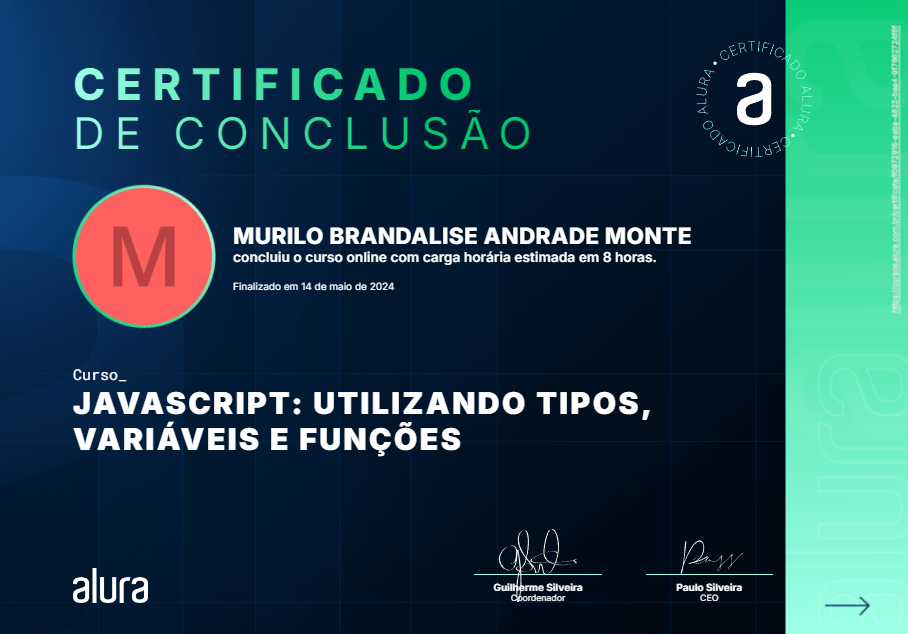 CERTIFICADO
DE CONCLUSÃO
CERTIFICADO ALURA • CERTIFICADO ALURA •
a
M
MURILO BRANDALISE ANDRADE MONTE
concluiu o curso online com carga horária estimada em 8 horas.
Finalizado em 14 de maio de 2024
Curso_
JAVASCRIPT: UTILIZANDO TIPOS,
VARIÁVEIS E FUNÇÕES
alura
Guilherme Silveira
Coordenador
Paulo Silveira
CEO
alura